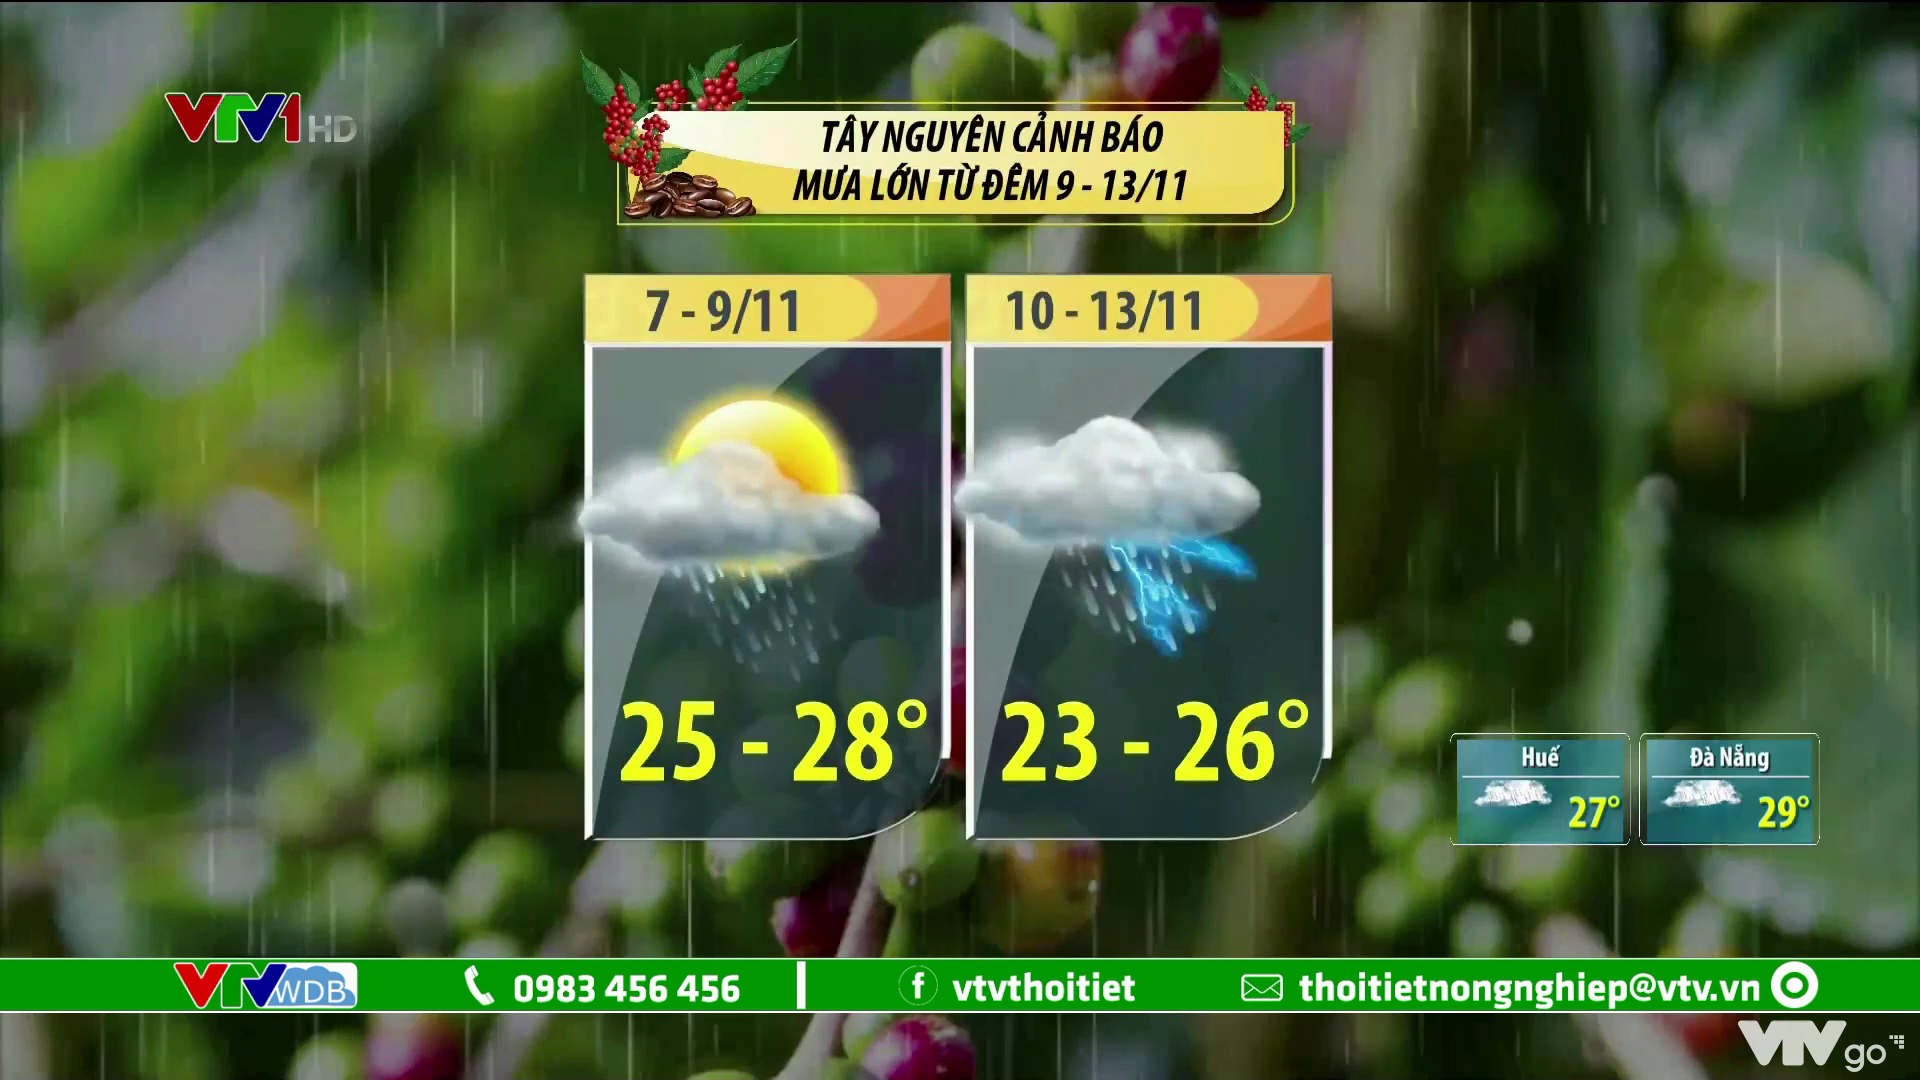 VTV1 HD
TÂY NGUYÊN CẢNH BÁO
MƯA LỚN TỪ ĐÊM 9 - 13/11
7 - 9/11
10 - 13/11
25 - 28°
23 - 26°
Huế
27°
Đà Nẵng
29°
VTV WDB
0983 456 456
f vtvthoitiet
thoitietnongnghiep@vtv.vn
VTV go